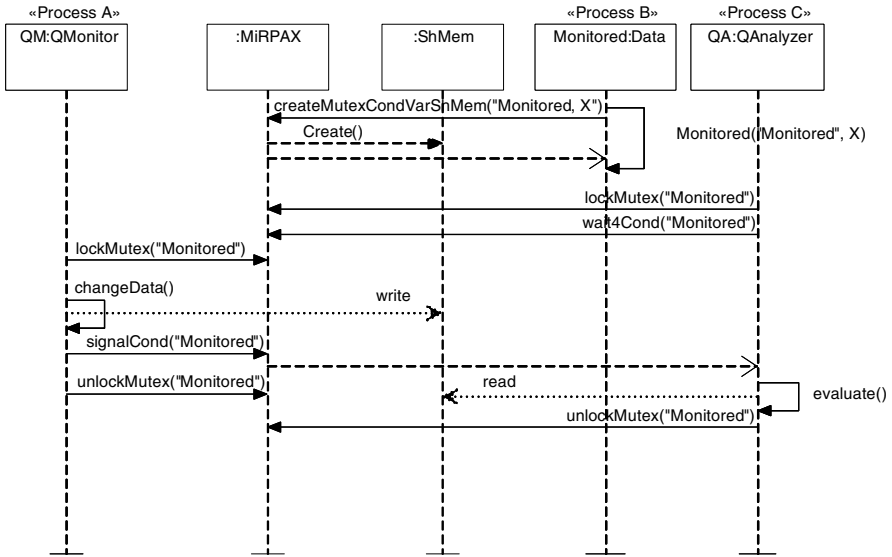 «Process A» «Process B» «Process C»
QM:QMonitor :MiRPAX :ShMem Monitored:Data QA:QAnalyzer
createMutexCondVarShMem("Monitored, X")
Create()
Monitored("Monitored", X)
lockMutex("Monitored")
wait4Cond("Monitored")
lockMutex("Monitored")
changeData()
write
signalCond("Monitored")
unlockMutex("Monitored")
read
evaluate()
unlockMutex("Monitored")